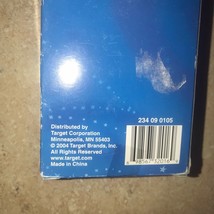 Distributed by
Target Corporation
Minneapolis, MN 55403
© 2004 Target Brands, Inc.
All Rights Reserved
www.target.com
Made in China
234 09 0105